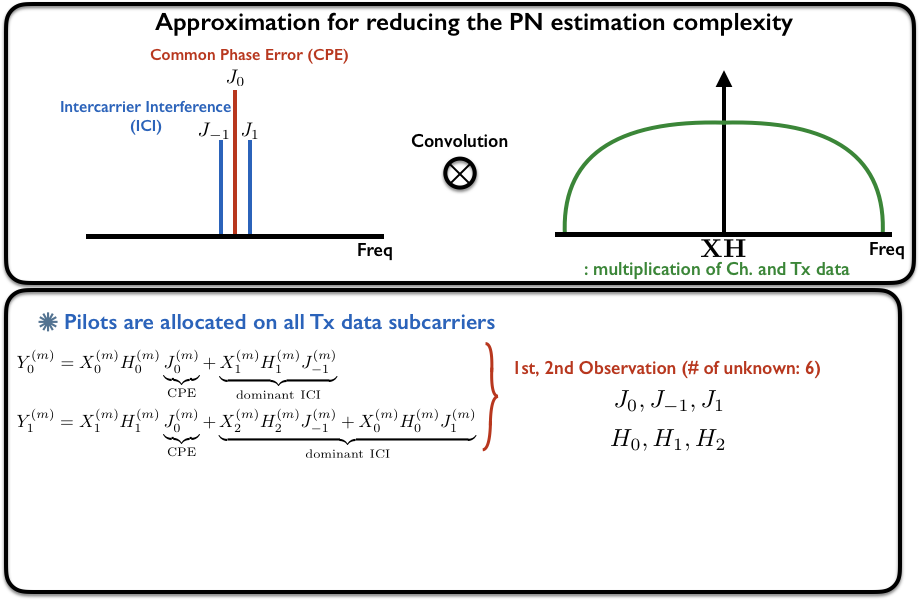 Approximation for reducing the PN estimation complexity
Common Phase Error (CPE)
J_0
Intercarrier Interference
(ICI)
J_{-1} J_1
Convolution
Freq
XH
Freq
: multiplication of Ch. and Tx data
Pilots are allocated on all Tx data subcarriers
Y_0^{(m)} = X_0^{(m)} H_0^{(m)} J_0^{(m)} + X_1^{(m)} H_1^{(m)} J_{-1}^{(m)}
CPE
dominant ICI
Y_1^{(m)} = X_1^{(m)} H_1^{(m)} J_0^{(m)} + X_2^{(m)} H_2^{(m)} J_{-1}^{(m)} + X_0^{(m)} H_0^{(m)} J_1^{(m)}
CPE
dominant ICI
1st, 2nd Observation (# of unknown: 6)
J_0, J_{-1}, J_1
H_0, H_1, H_2